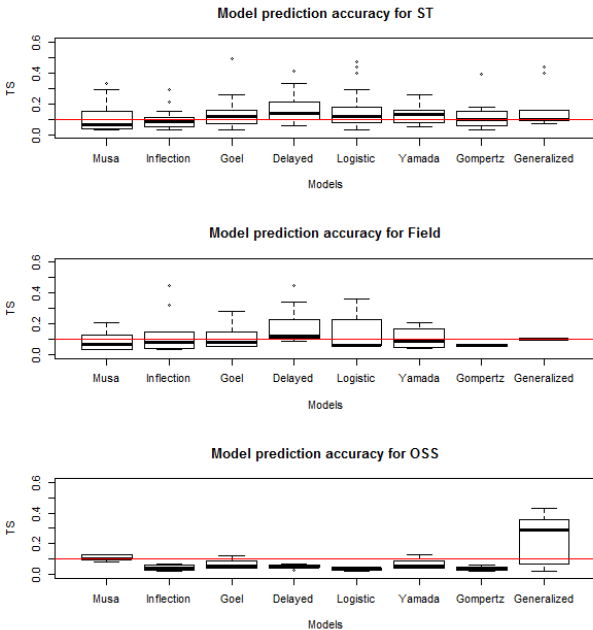 Model prediction accuracy for ST
TS
0.0 0.2 0.4 0.6
Musa Inflection Goel Delayed Logistic Yamada Gompertz Generalized
Models
Model prediction accuracy for Field
TS
0.0 0.2 0.4 0.6
Musa Inflection Goel Delayed Logistic Yamada Gompertz Generalized
Models
Model prediction accuracy for OSS
TS
0.0 0.2 0.4 0.6
Musa Inflection Goel Delayed Logistic Yamada Gompertz Generalized
Models